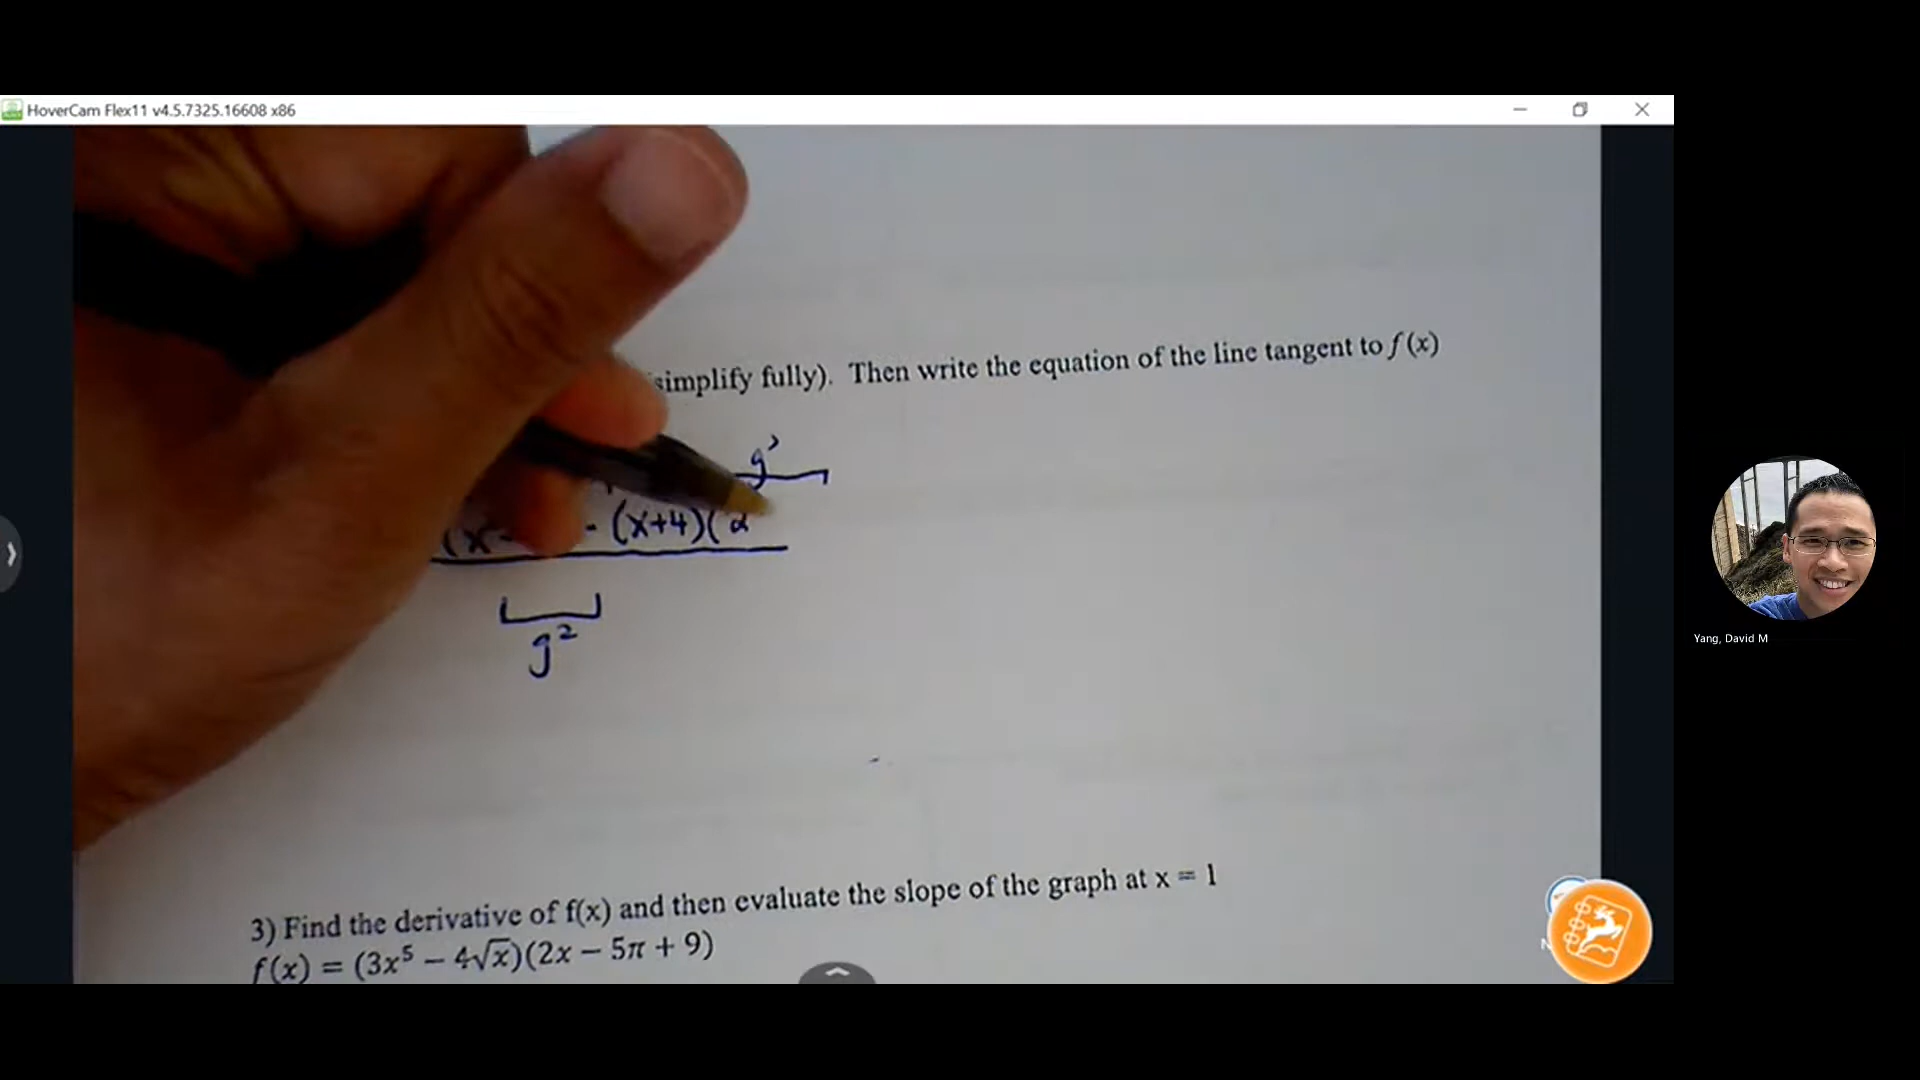 HoverCam Flex11 v4.5.7325.16608 x86
simplify fully). Then write the equation of the line tangent to f(x)
g'
- (x+4)(2
g²
Yang, David M
3) Find the derivative of f(x) and then evaluate the slope of the graph at x = 1
f(x) = (3x⁵ − 4√x)(2x − 5π + 9)